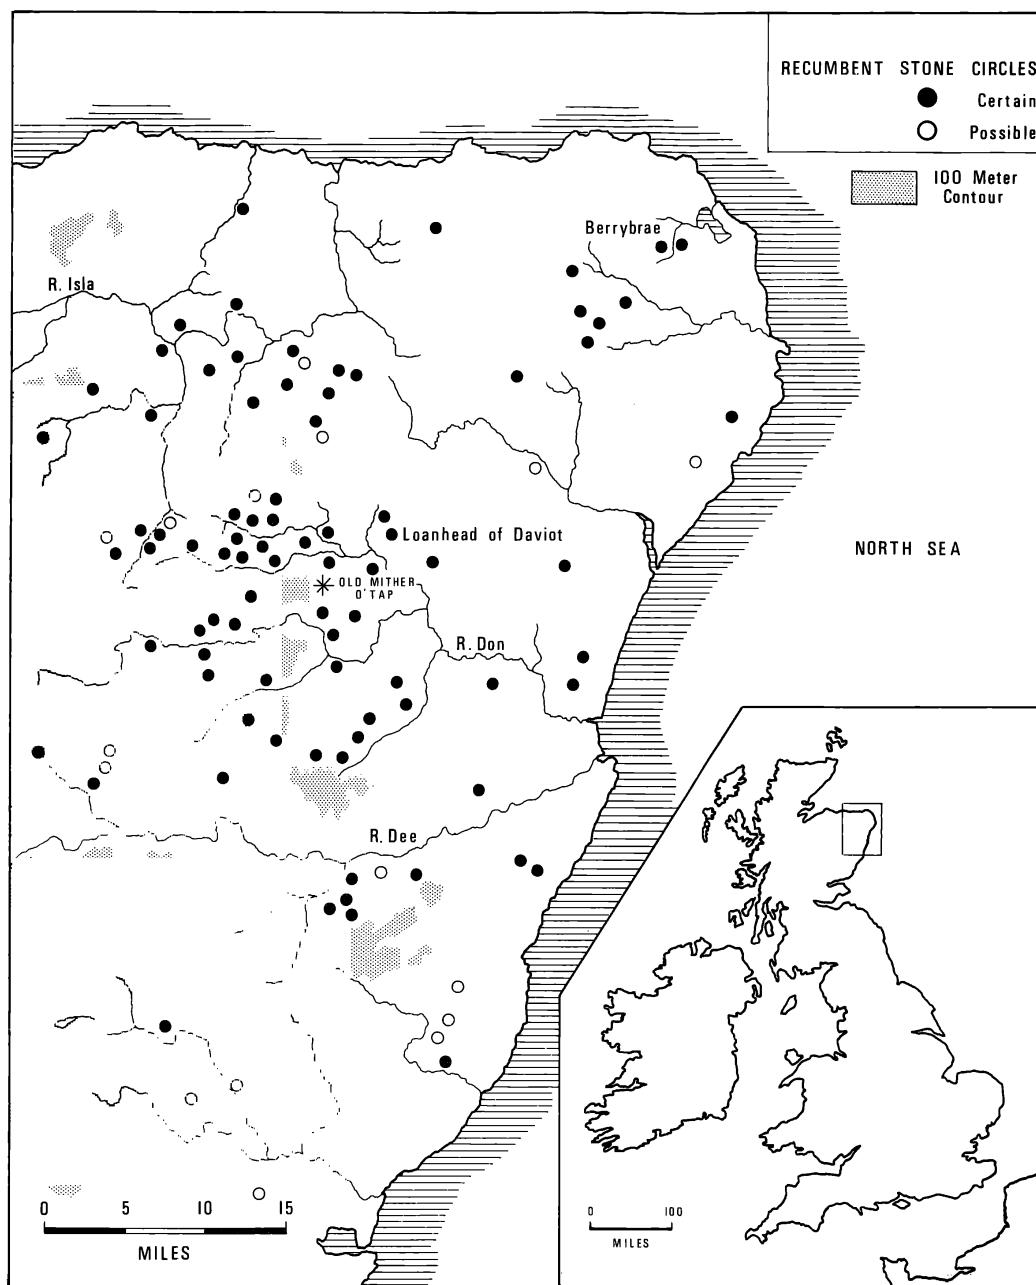 RECUMBENT STONE CIRCLES
Certain
Possible
100 Meter
Contour
Berrybrae
R. Isla
Loanhead of Daviot
NORTH SEA
OLD MITHER
O'TAP
R. Don
R. Dee
0 5 10 15
MILES
0 100
MILES